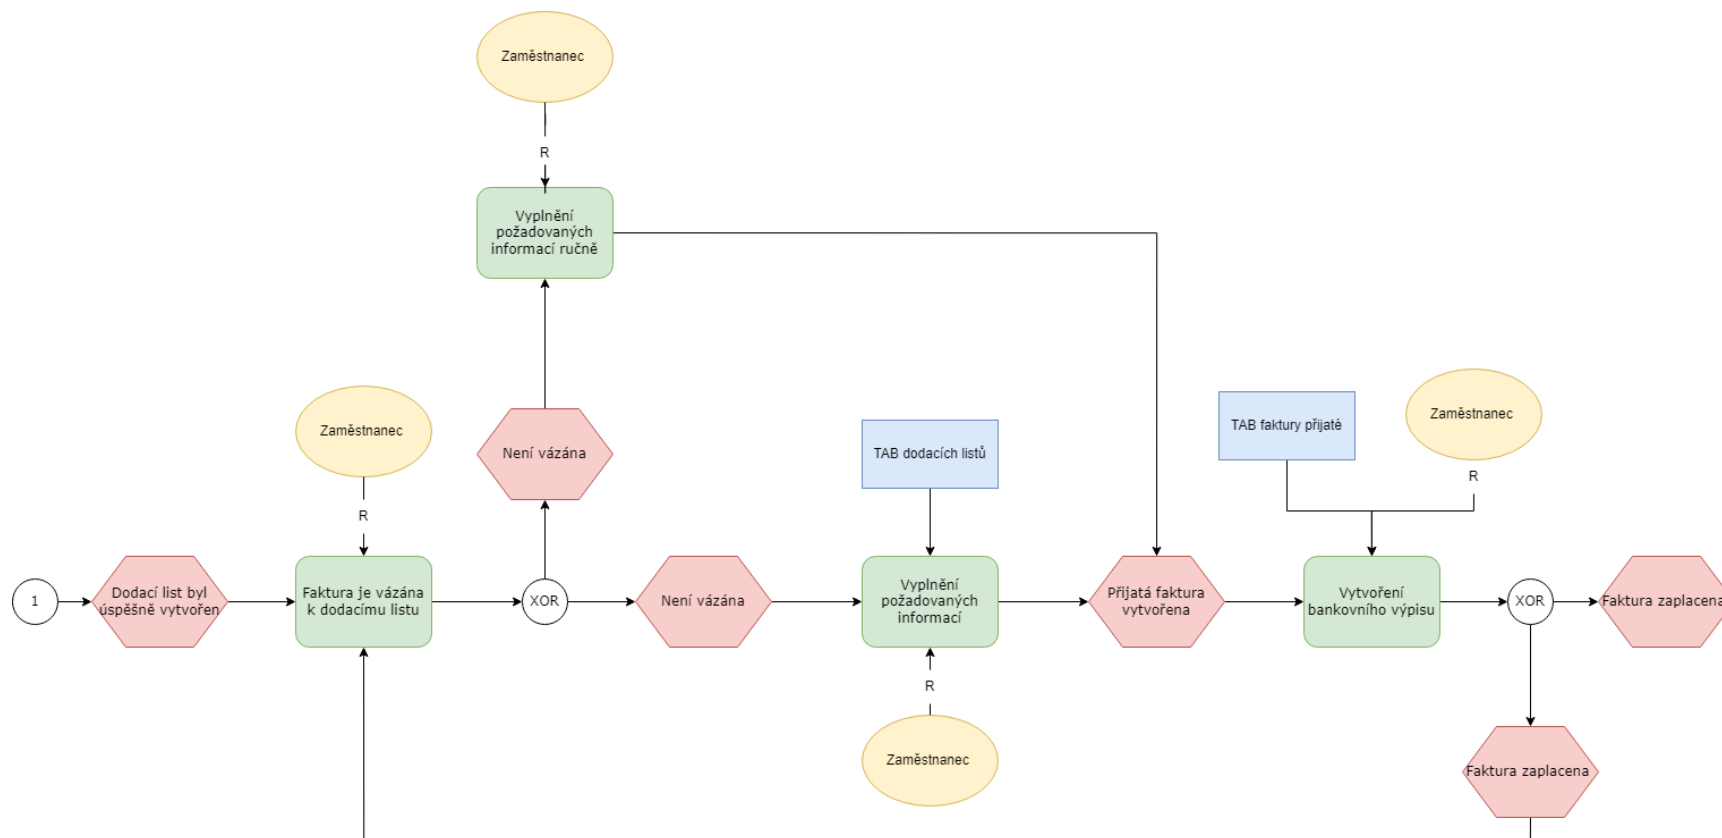 Zaměstnanec
R
Vyplnění
požadovaných
informací ručně
Zaměstnanec
R
Není vázána
TAB dodacích listů
TAB faktury přijaté
Zaměstnanec
R
1
Dodací list byl
úspěšně vytvořen
Faktura je vázána
k dodacímu listu
XOR
Není vázána
Vyplnění
požadovaných
informací
Přijatá faktura
vytvořena
Vytvoření
bankovního výpisu
XOR
Faktura zaplacena
R
Zaměstnanec
Faktura zaplacena